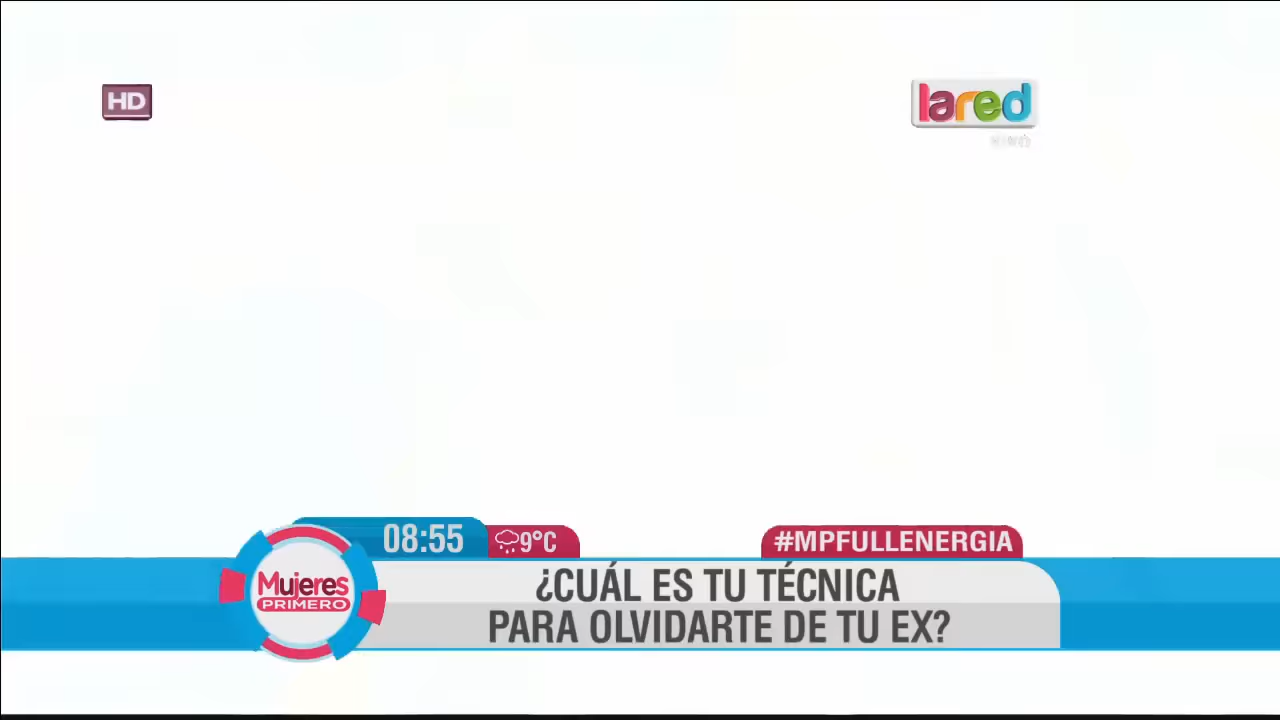 HD
lared
08:55
9°C
#MPFULLENERGIA
Mujeres
PRIMERO
¿CUÁL ES TU TÉCNICA
PARA OLVIDARTE DE TU EX?